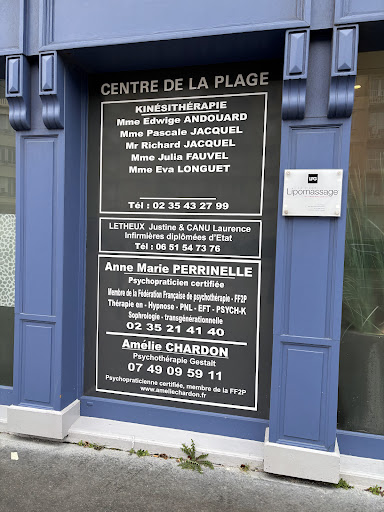 CENTRE DE LA PLAGE
KINÉSITHÉRAPIE
Mme Edwige ANDOUARD
Mme Pascale JACQUEL
Mr Richard JACQUEL
Mme Julia FAUVEL
Mme Eva LONGUET
Tél : 02 35 43 27 99
LETHEUX Justine & CANU Laurence
Infirmières diplômées d'Etat
Tél : 06 51 54 73 76
Anne Marie PERRINELLE
Psychopraticien certifiée
Membre de la Fédération Française de psychothérapie - FF2P
Thérapie en - Hypnose - PNL - EFT - PSYCH-K
Sophrologie - transgénérationnelle
02 35 21 41 40
Amélie CHARDON
Psychothérapie Gestalt
07 49 09 59 11
Psychopraticienne certifiée, membre de la FF2P
www.ameliechardon.fr
LPG
Lipomassage